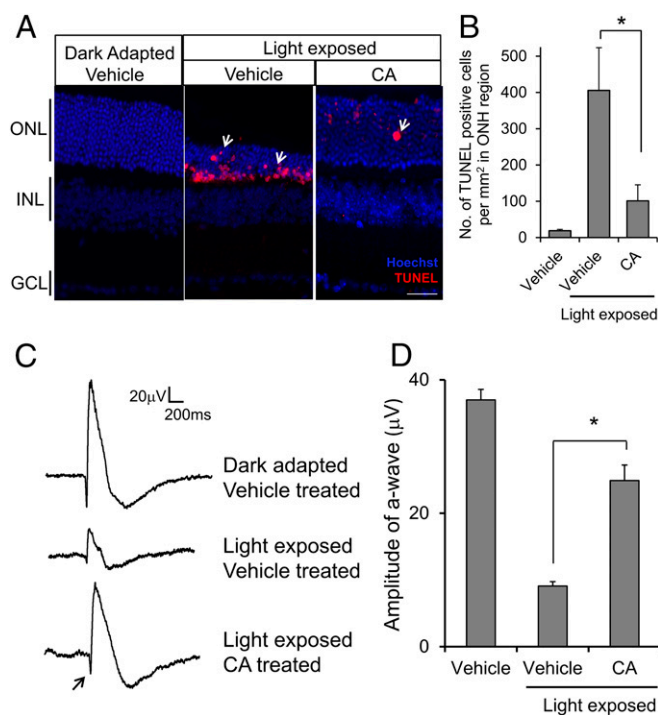 A
Dark Adapted
Vehicle
Light exposed
Vehicle
CA
ONL
INL
GCL
Hoechst
TUNEL
B
No. of TUNEL positive cells
per mm² in ONH region
500
400
300
200
100
0
*
Vehicle
Vehicle
CA
Light exposed
C
20μV
200ms
Dark adapted
Vehicle treated
Light exposed
Vehicle treated
Light exposed
CA treated
D
Amplitude of a-wave (μV)
40
20
0
*
Vehicle
Vehicle
CA
Light exposed